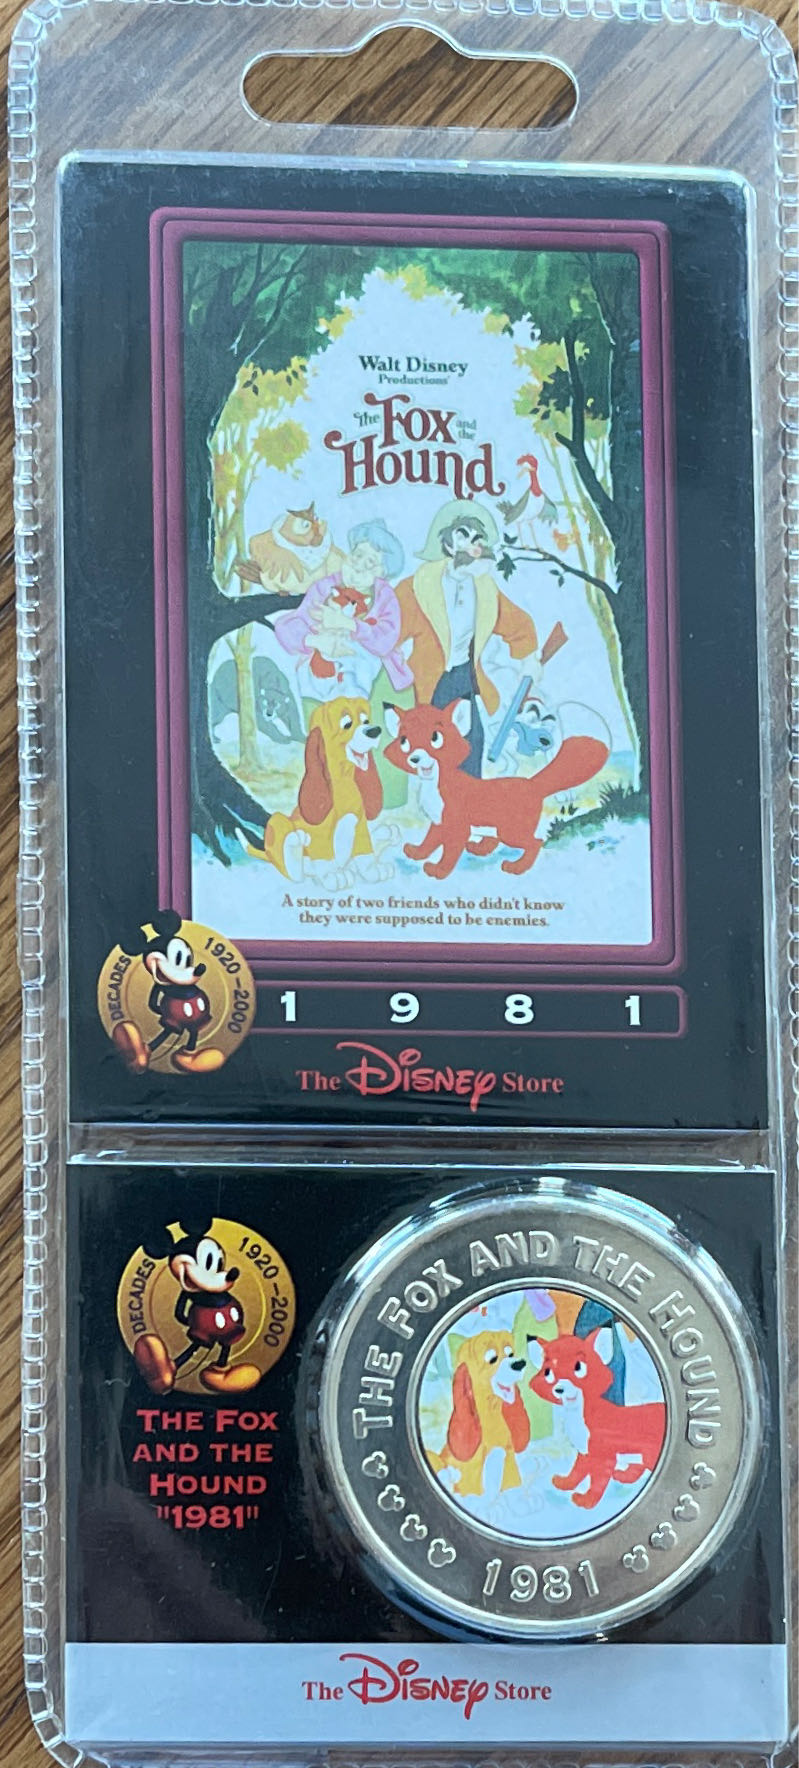 Walt Disney
Productions'
The Fox and the
Hound
A story of two friends who didn't know
they were supposed to be enemies.
DECADES 1920-2000
1 9 8 1
The Disney Store
DECADES 1920-2000
THE FOX
AND THE
HOUND
"1981"
THE FOX AND THE HOUND
1981
The Disney Store